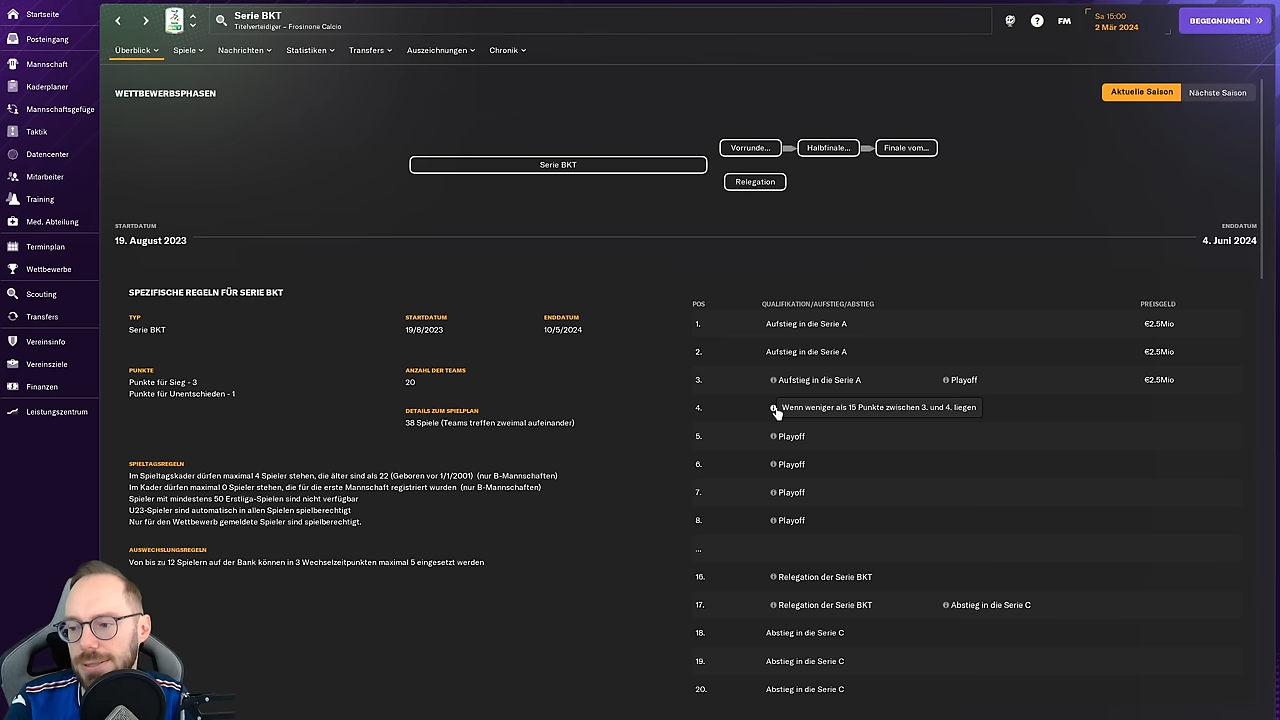 Serie BKT
Titelverteidiger – Frosinone Calcio
?
FM
Sa 15:00
2 Mär 2024
BEGEGNUNGEN
Überblick
Spiele
Nachrichten
Statistiken
Transfers
Auszeichnungen
Chronik
Startseite
Posteingang
Mannschaft
Kaderplaner
Mannschaftsgefüge
Taktik
Datencenter
Mitarbeiter
Training
Med. Abteilung
Terminplan
Wettbewerbe
Scouting
Transfers
Vereinsinfo
Vereinsziele
Finanzen
Leistungszentrum
WETTBEWERBSPHASEN
Aktuelle Saison
Nächste Saison
Serie BKT
Vorrunde...
Halbfinale...
Finale vom...
Relegation
STARTDATUM
19. August 2023
ENDDATUM
4. Juni 2024
SPEZIFISCHE REGELN FÜR SERIE BKT
TYP
Serie BKT
STARTDATUM
19/8/2023
ENDDATUM
10/5/2024
PUNKTE
Punkte für Sieg - 3
Punkte für Unentschieden - 1
ANZAHL DER TEAMS
20
DETAILS ZUM SPIELPLAN
38 Spiele (Teams treffen zweimal aufeinander)
SPIELTAGSREGELN
Im Spieltagskader dürfen maximal 4 Spieler stehen, die älter sind als 22 (Geboren vor 1/1/2001) (nur B-Mannschaften)
Im Kader dürfen maximal 0 Spieler stehen, die für die erste Mannschaft registriert wurden (nur B-Mannschaften)
Spieler mit mindestens 50 Erstliga-Spielen sind nicht verfügbar
U23-Spieler sind automatisch in allen Spielen spielberechtigt
Nur für den Wettbewerb gemeldete Spieler sind spielberechtigt.
AUSWECHSLUNGSREGELN
Von bis zu 12 Spielern auf der Bank können in 3 Wechselzeitpunkten maximal 5 eingesetzt werden
POS QUALIFIKATION/AUFSTIEG/ABSTIEG PREISGELD
1. Aufstieg in die Serie A €2.5Mio
2. Aufstieg in die Serie A €2.5Mio
3. Aufstieg in die Serie A Playoff €2.5Mio
4. Wenn weniger als 15 Punkte zwischen 3. und 4. liegen
5. Playoff
6. Playoff
7. Playoff
8. Playoff
...
16. Relegation der Serie BKT
17. Relegation der Serie BKT Abstieg in die Serie C
18. Abstieg in die Serie C
19. Abstieg in die Serie C
20. Abstieg in die Serie C